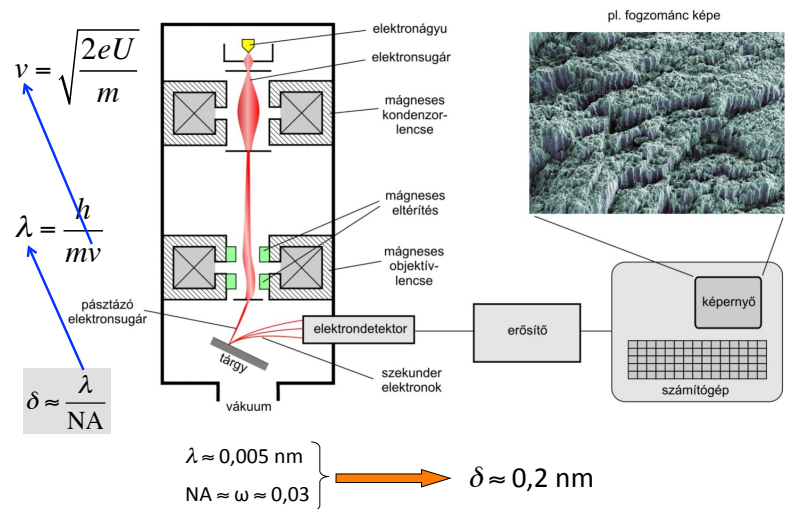 pl. fogzománc képe
elektronágyu
elektronsugár
v = √(2eU/m)
mágneses
kondenzor-
lencse
mágneses
eltérítés
λ = h/mv
mágneses
objektív-
lencse
pásztázó
elektronsugár
elektrondetektor
erősítő
képernyő
tárgy
szekunder
elektronok
számítógép
δ ≈ λ/NA
vákuum
λ ≈ 0,005 nm
NA ≈ ω ≈ 0,03
δ ≈ 0,2 nm